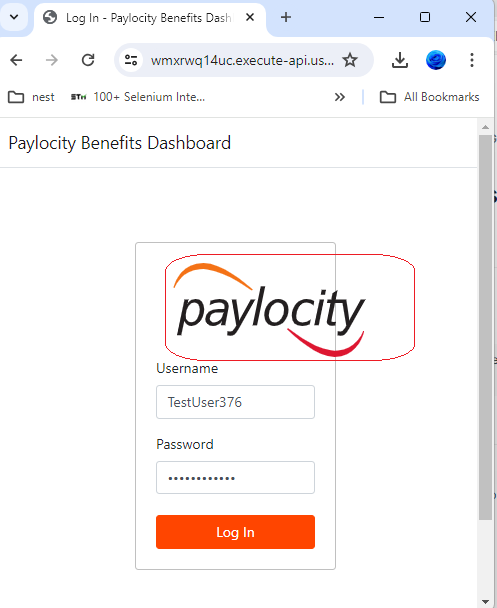 Log In - Paylocity Benefits Dash
wmxrwq14uc.execute-api.us...
nest
STH
100+ Selenium Inte...
All Bookmarks
Paylocity Benefits Dashboard
paylocity
Username
TestUser376
Password
••••••••••••
Log In